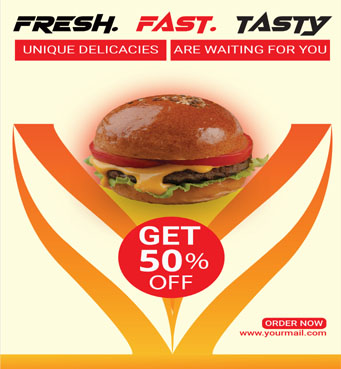 FRESH. FAST. TASTY
UNIQUE DELICACIES ARE WAITING FOR YOU
GET
50%
OFF
ORDER NOW
www.yourmail.com